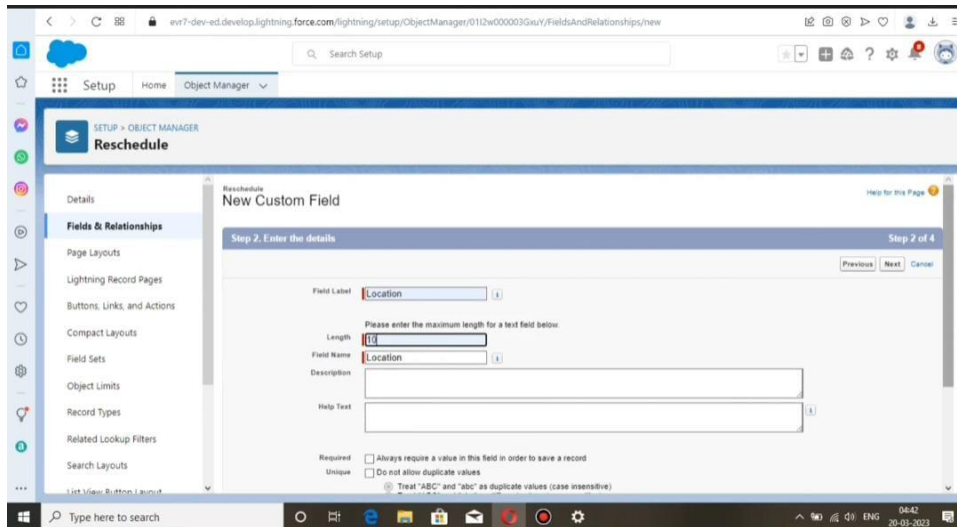 evr7-dev-ed.develop.lightning.force.com/lightning/setup/ObjectManager/01I2w000003GxuY/FieldsAndRelationships/new
Search Setup
Setup Home Object Manager
SETUP > OBJECT MANAGER
Reschedule
Details
Fields & Relationships
Page Layouts
Lightning Record Pages
Buttons, Links, and Actions
Compact Layouts
Field Sets
Object Limits
Record Types
Related Lookup Filters
Search Layouts
List View Button Layout
Reschedule
New Custom Field
Help for this Page
Step 2. Enter the details Step 2 of 4
Previous Next Cancel
Field Label Location
Please enter the maximum length for a text field below.
Length 10
Field Name Location
Description
Help Text
Required Always require a value in this field in order to save a record
Unique Do not allow duplicate values
Treat "ABC" and "abc" as duplicate values (case insensitive)
Type here to search
ENG
04:42
20-03-2023